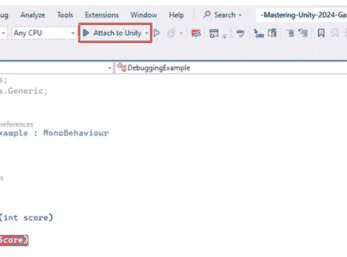 ug Analyze Tools Extensions Window Help Search -Mastering-Unity-2024-Ga
Any CPU Attach to Unity
DebuggingExample
s;
s.Generic;
references
xample : MonoBehaviour
s
(int score)
Score)